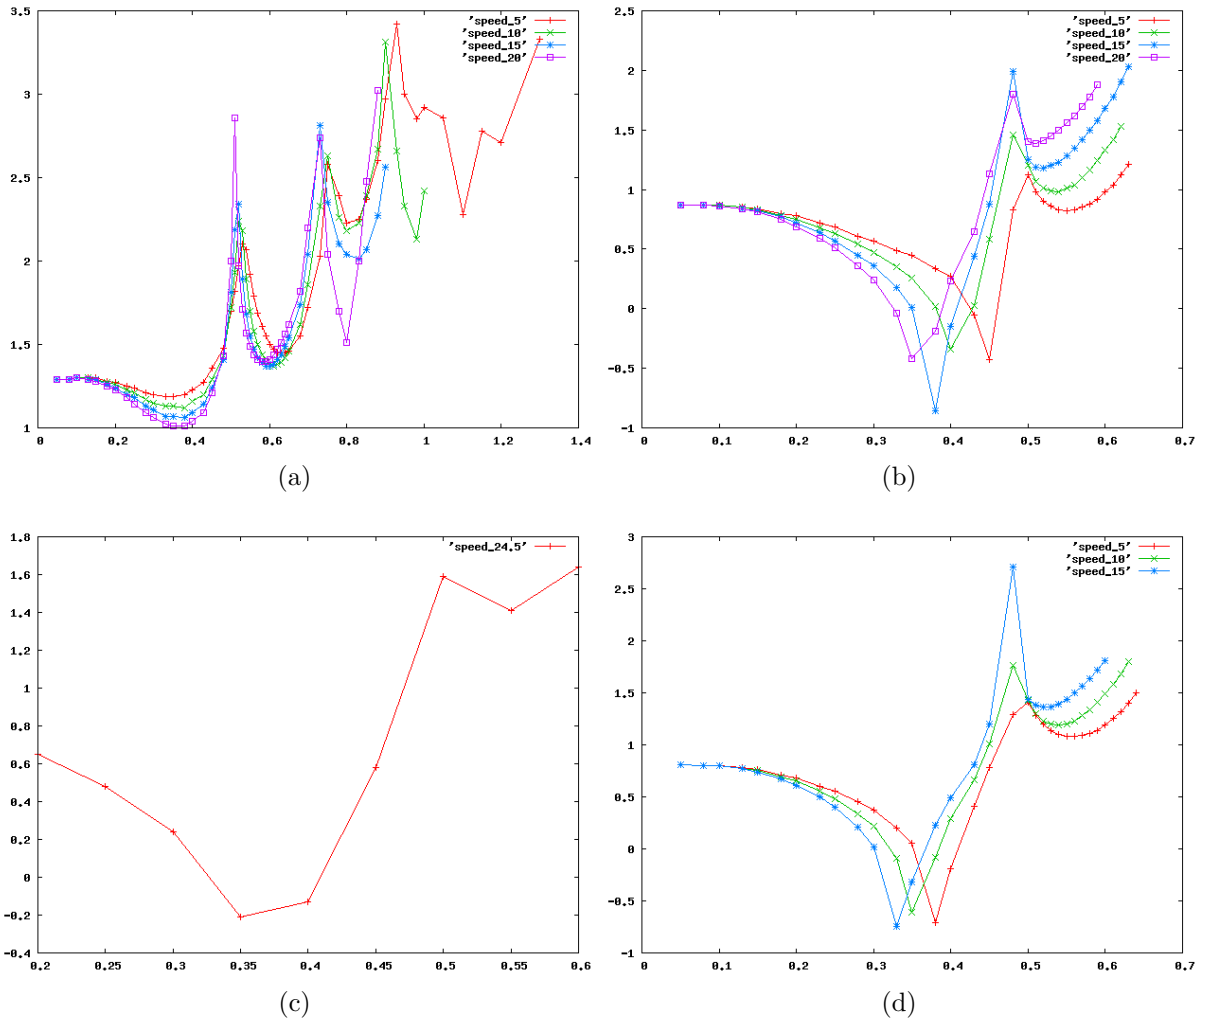 3.5
3
2.5
2
1.5
1
0 0.2 0.4 0.6 0.8 1 1.2 1.4
'speed_5'
'speed_10'
'speed_15'
'speed_20'
(a)
2.5
2
1.5
1
0.5
0
-0.5
-1
0 0.1 0.2 0.3 0.4 0.5 0.6 0.7
'speed_5'
'speed_10'
'speed_15'
'speed_20'
(b)
1.8
1.6
1.4
1.2
1
0.8
0.6
0.4
0.2
0
-0.2
-0.4
0.2 0.25 0.3 0.35 0.4 0.45 0.5 0.55 0.6
'speed_24.5'
(c)
3
2.5
2
1.5
1
0.5
0
-0.5
-1
0 0.1 0.2 0.3 0.4 0.5 0.6 0.7
'speed_5'
'speed_10'
'speed_15'
(d)